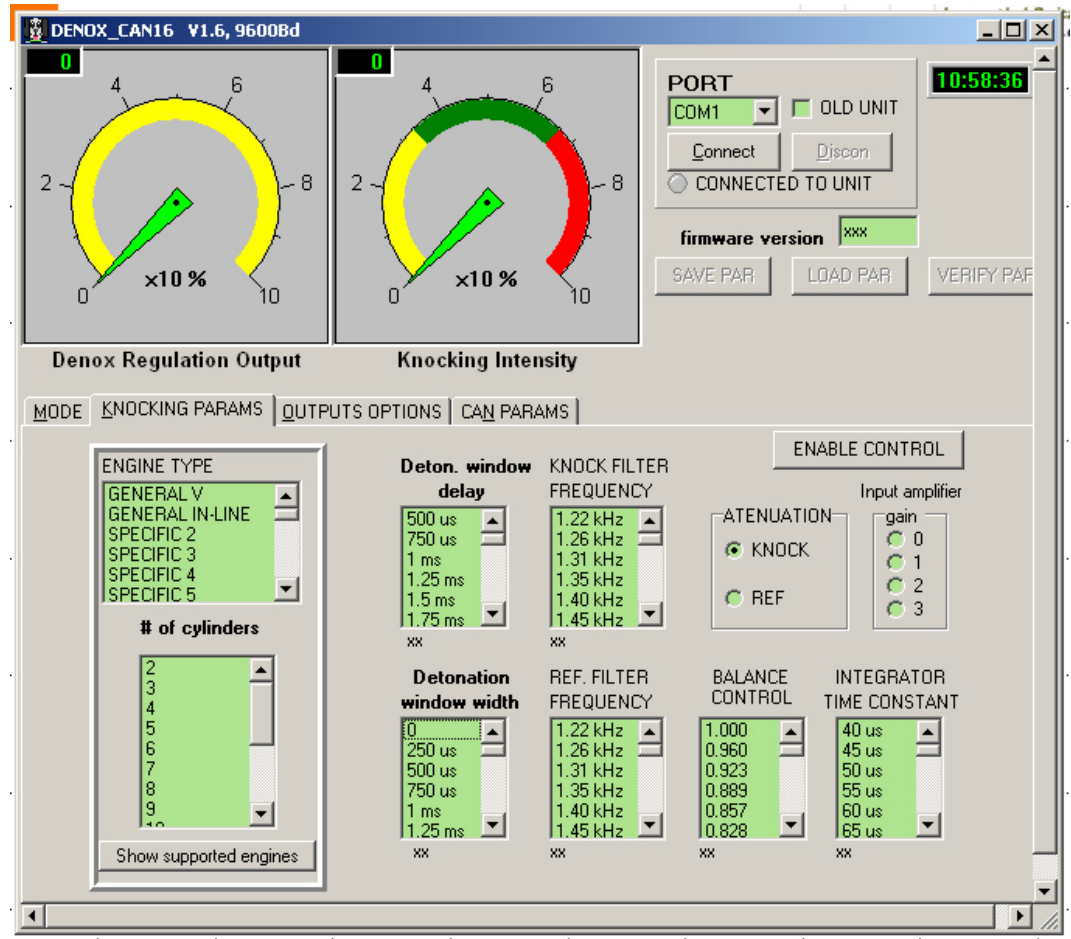 DENOX_CAN16 V1.6, 9600Bd
0
0 2 4 6 8 10
×10 %
Denox Regulation Output
0
0 2 4 6 8 10
×10 %
Knocking Intensity
PORT
COM1
OLD UNIT
Connect
Discon
CONNECTED TO UNIT
10:58:36
firmware version xxx
SAVE PAR
LOAD PAR
VERIFY PAR
MODE
KNOCKING PARAMS
OUTPUTS OPTIONS
CAN PARAMS
ENGINE TYPE
GENERAL V
GENERAL IN-LINE
SPECIFIC 2
SPECIFIC 3
SPECIFIC 4
SPECIFIC 5
# of cylinders
2
3
4
5
6
7
8
9
10
Show supported engines
Deton. window
delay
500 us
750 us
1 ms
1.25 ms
1.5 ms
1.75 ms
xx
KNOCK FILTER
FREQUENCY
1.22 kHz
1.26 kHz
1.31 kHz
1.35 kHz
1.40 kHz
1.45 kHz
xx
ENABLE CONTROL
ATENUATION
KNOCK
REF
Input amplifier
gain
0
1
2
3
Detonation
window width
0
250 us
500 us
750 us
1 ms
1.25 ms
xx
REF. FILTER
FREQUENCY
1.22 kHz
1.26 kHz
1.31 kHz
1.35 kHz
1.40 kHz
1.45 kHz
xx
BALANCE
CONTROL
1.000
0.960
0.923
0.889
0.857
0.828
xx
INTEGRATOR
TIME CONSTANT
40 us
45 us
50 us
55 us
60 us
65 us
xx